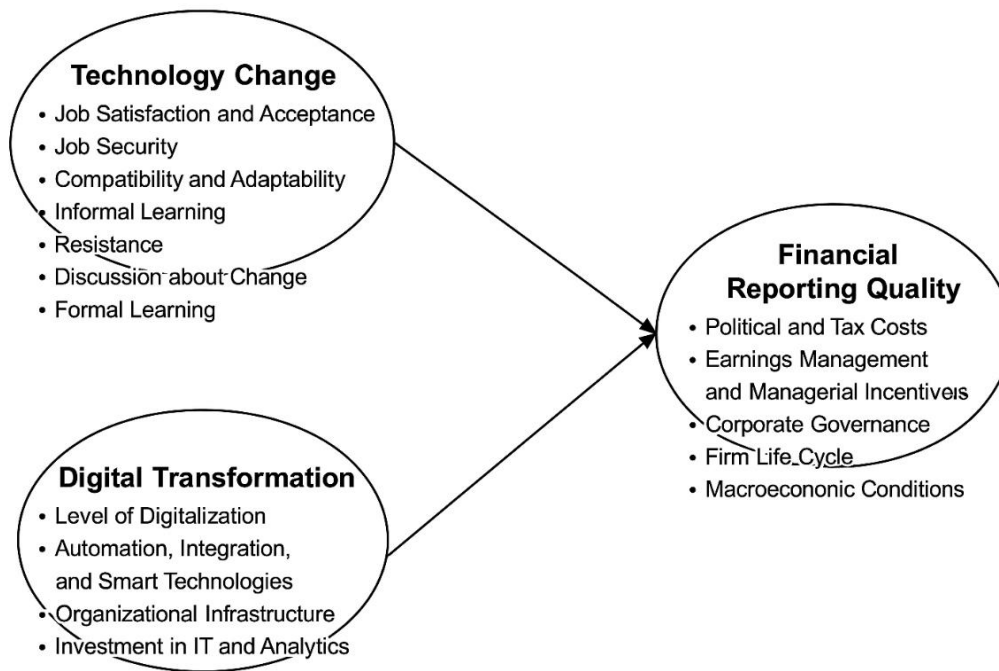 Technology Change
• Job Satisfaction and Acceptance
• Job Security
• Compatibility and Adaptability
• Informal Learning
• Resistance
• Discussion about Change
• Formal Learning
Financial
Reporting Quality
• Political and Tax Costs
• Earnings Management
and Managerial Incentivers
• Corporate Governance
• Firm Life Cycle
• Macroecononic Conditions
Digital Transformation
• Level of Digitalization
• Automation, Integration,
and Smart Technologies
• Organizational Infrastructure
• Investment in IT and Analytics